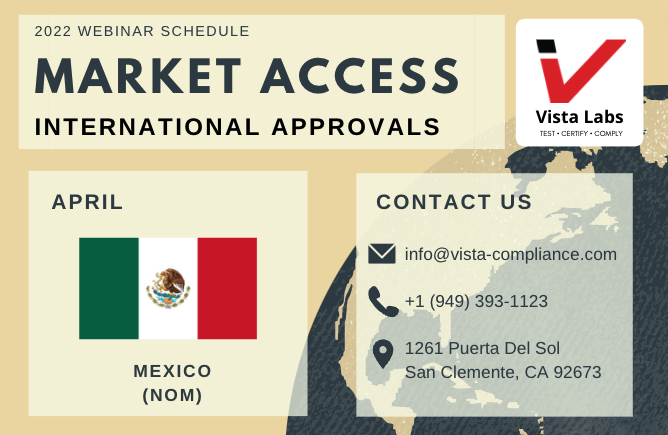 2022 WEBINAR SCHEDULE
MARKET ACCESS
INTERNATIONAL APPROVALS
Vista Labs
TEST • CERTIFY • COMPLY
APRIL
MEXICO
(NOM)
CONTACT US
info@vista-compliance.com
+1 (949) 393-1123
1261 Puerta Del Sol
San Clemente, CA 92673